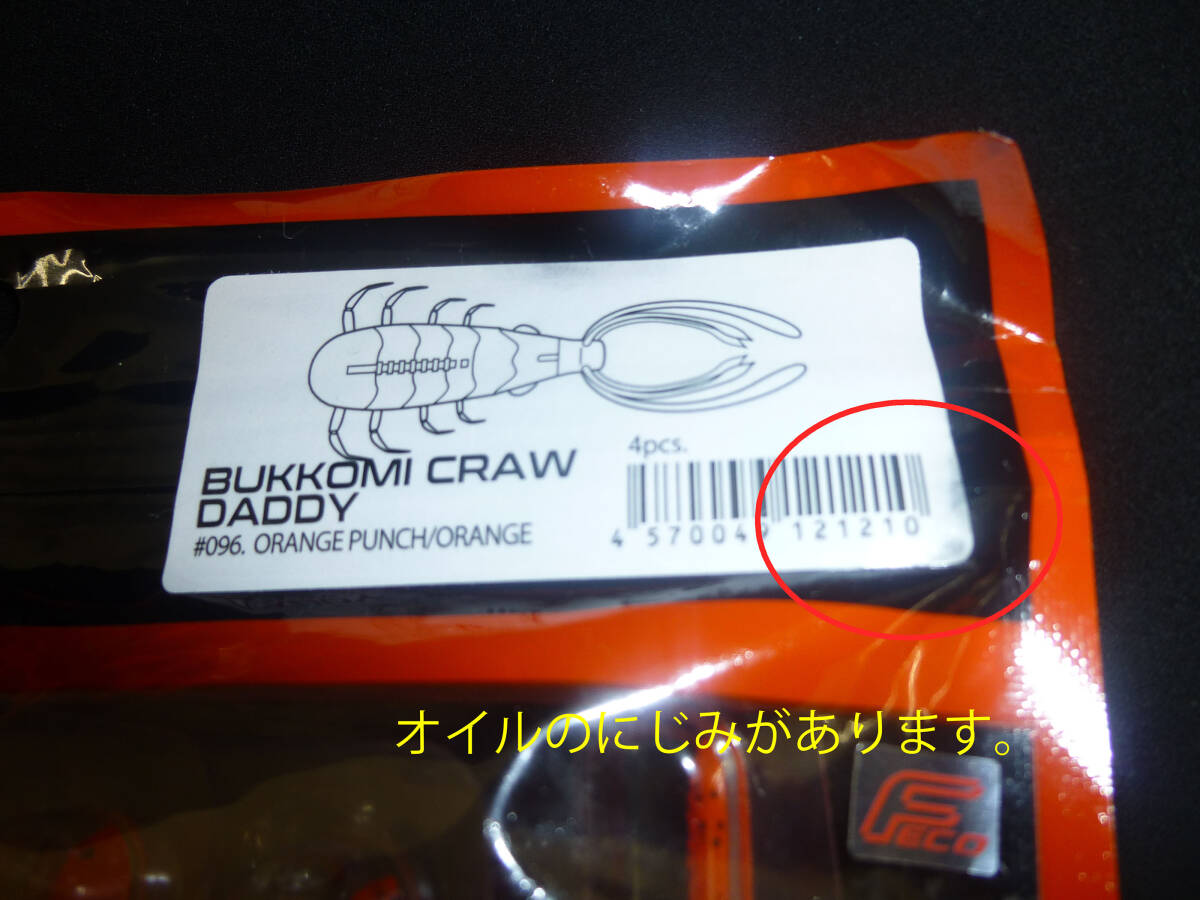 BUKKOMI CRAW
DADDY
#096. ORANGE PUNCH/ORANGE
4pcs.
4 570040 121210
オイルのにじみがあります。
FECO